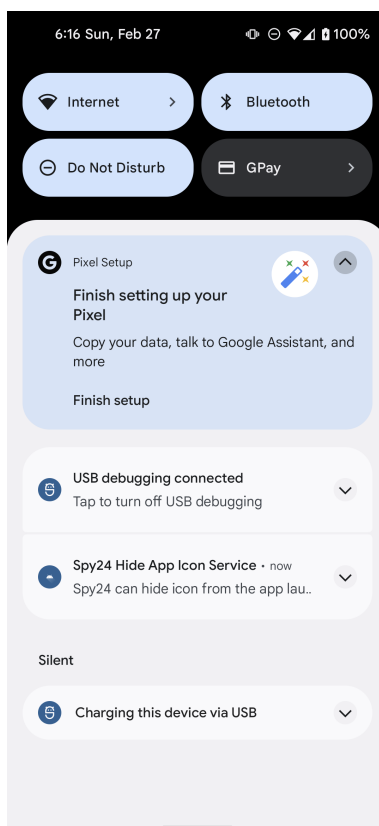 6:16 Sun, Feb 27
100%
Internet
Bluetooth
Do Not Disturb
GPay
G
Pixel Setup
Finish setting up your
Pixel
Copy your data, talk to Google Assistant, and
more
Finish setup
USB debugging connected
Tap to turn off USB debugging
Spy24 Hide App Icon Service • now
Spy24 can hide icon from the app lau..
Silent
Charging this device via USB